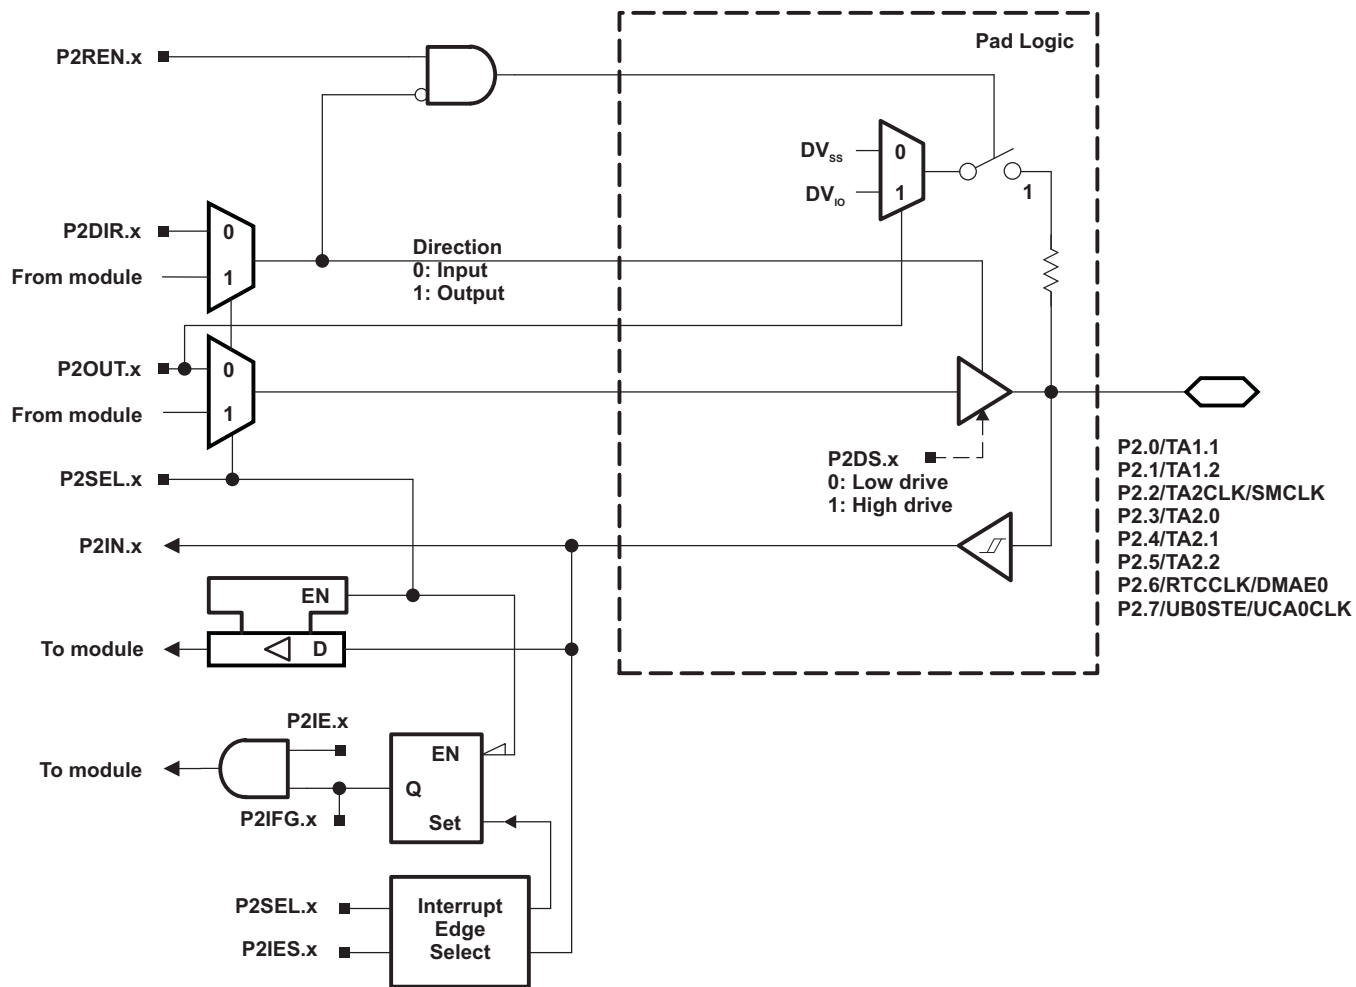 Pad Logic
P2REN.x
DVSS
0
DVIO
1
1
P2DIR.x
0
From module
1
Direction
0: Input
1: Output
P2OUT.x
0
From module
1
P2SEL.x
P2DS.x
0: Low drive
1: High drive
P2.0/TA1.1
P2.1/TA1.2
P2.2/TA2CLK/SMCLK
P2.3/TA2.0
P2.4/TA2.1
P2.5/TA2.2
P2.6/RTCCLK/DMAE0
P2.7/UB0STE/UCA0CLK
P2IN.x
EN
To module
D
P2IE.x
To module
EN
Q
P2IFG.x
Set
P2SEL.x
P2IES.x
Interrupt
Edge
Select